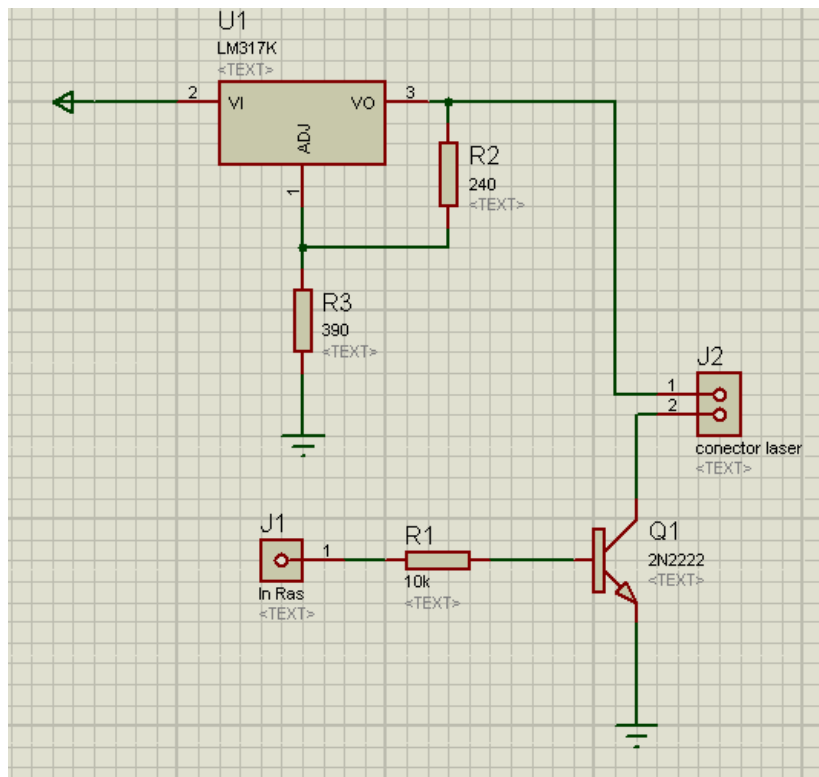 U1
LM317K
<TEXT>
2
VI
VO
3
ADJ
1
R2
240
<TEXT>
R3
390
<TEXT>
J2
1
2
conector laser
<TEXT>
J1
1
In Ras
<TEXT>
R1
10k
<TEXT>
Q1
2N2222
<TEXT>